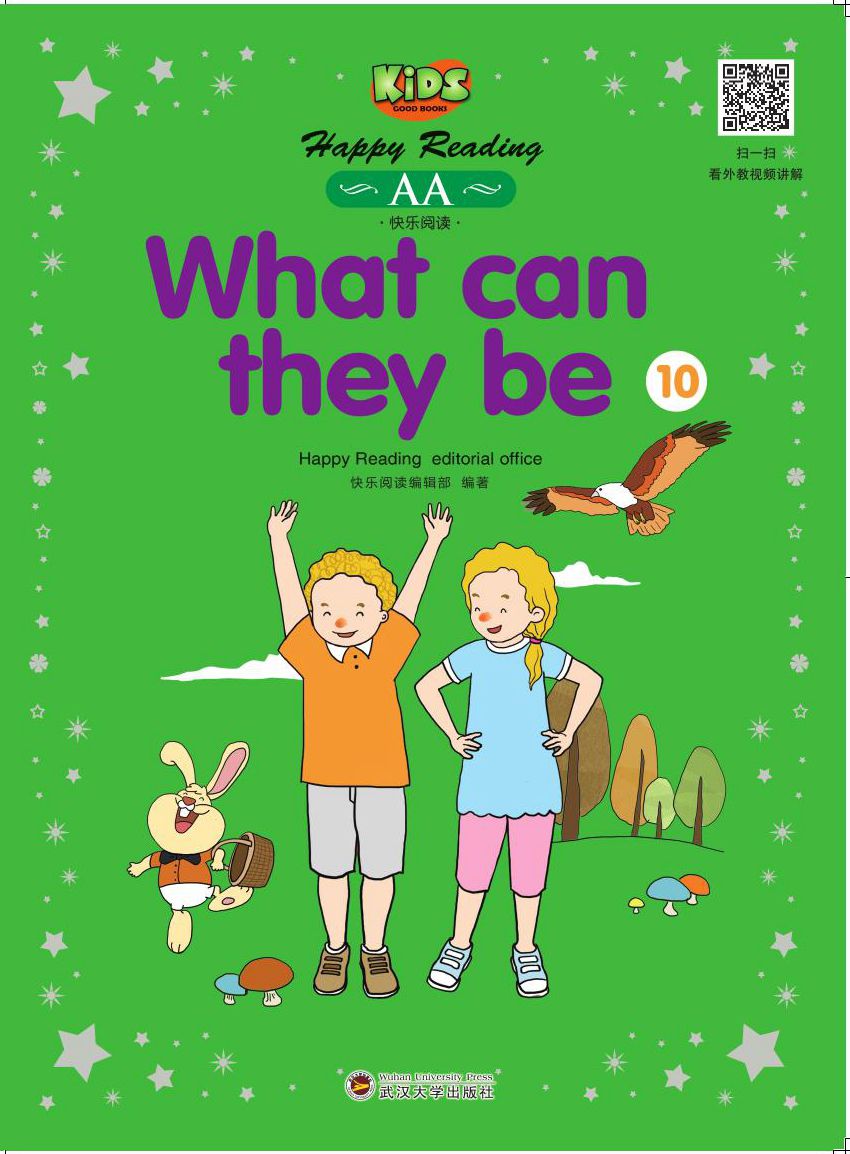 KiDS
GOOD BOOKS
Happy Reading
AA
·快乐阅读·
扫一扫
看外教视频讲解
What can
they be
10
Happy Reading editorial office
快乐阅读编辑部 编著
Wuhan University Press
武汉大学出版社